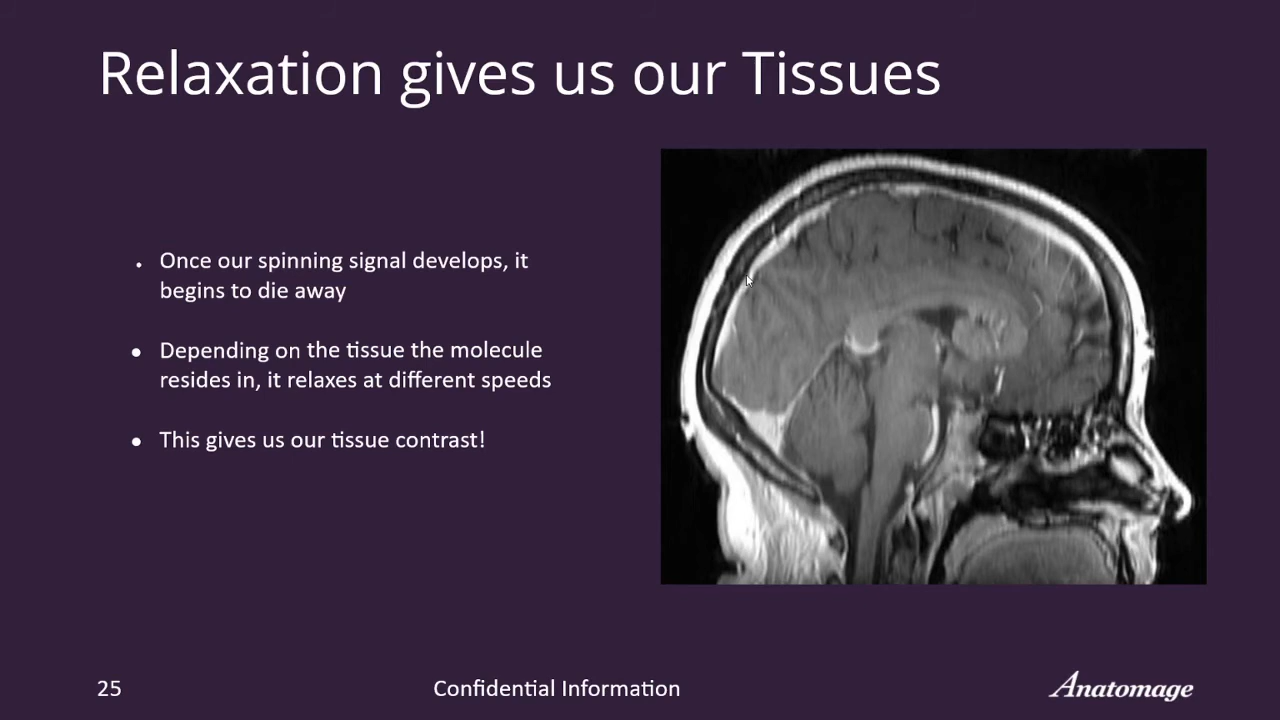 Relaxation gives us our Tissues
• Once our spinning signal develops, it
begins to die away
• Depending on the tissue the molecule
resides in, it relaxes at different speeds
• This gives us our tissue contrast!
25
Confidential Information
Anatomage